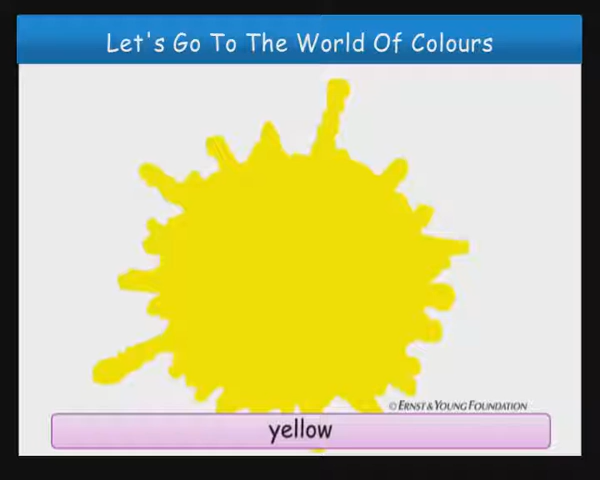 Let's Go To The World Of Colours
© ERNST & YOUNG FOUNDATION
yellow